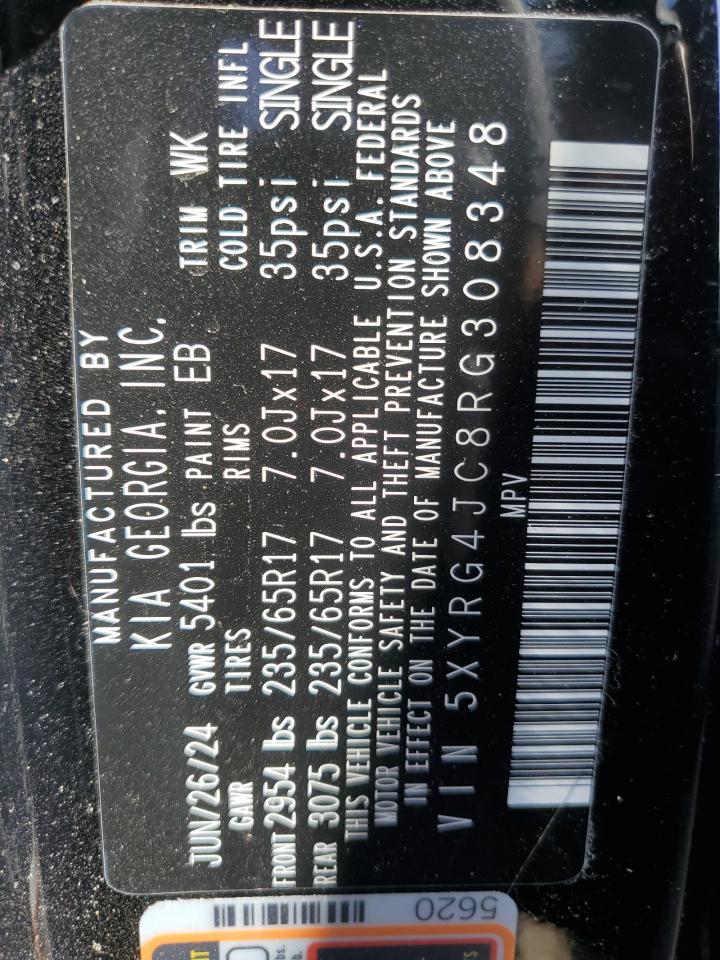 MANUFACTURED BY
KIA GEORGIA, INC.
JUN/26/24 GVWR 5401 lbs PAINT EB TRIM WK
GAWR TIRES RIMS COLD TIRE INFL
FRONT 2954 lbs 235/65R17 7.0Jx17 35psi SINGLE
REAR 3075 lbs 235/65R17 7.0Jx17 35psi SINGLE
THIS VEHICLE CONFORMS TO ALL APPLICABLE U.S.A. FEDERAL
MOTOR VEHICLE SAFETY AND THEFT PREVENTION STANDARDS
IN EFFECT ON THE DATE OF MANUFACTURE SHOWN ABOVE
VIN 5XYRG4JC8RG308348
MPV
5620